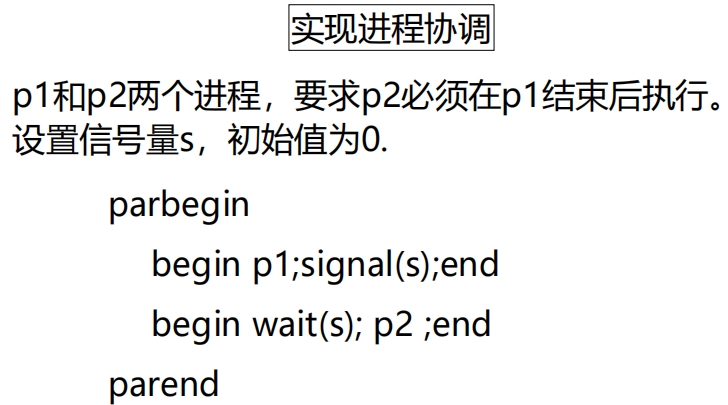 实现进程协调
p1和p2两个进程，要求p2必须在p1结束后执行。
设置信号量s，初始值为0.
parbegin
begin p1;signal(s);end
begin wait(s); p2 ;end
parend